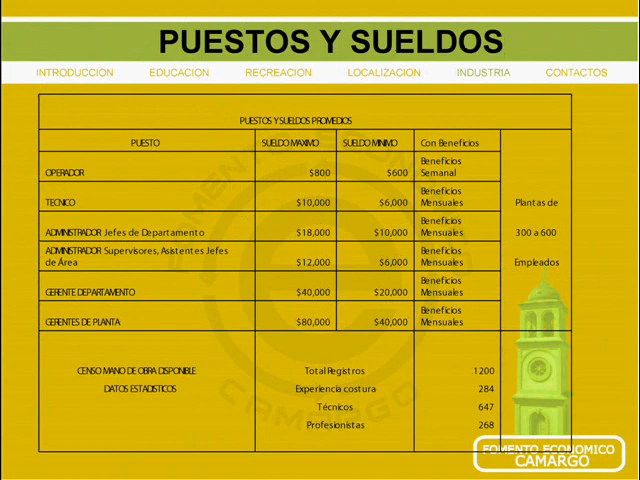 PUESTOS Y SUELDOS
INTRODUCCION EDUCACION RECREACION LOCALIZACION INDUSTRIA CONTACTOS
PUESTOS Y SUELDOS PROMEDIOS
PUESTO SUELDO MAXIMO SUELDO MINIMO Con Beneficios
OPERADOR $800 $600 Beneficios Semanal
TECNICO $10,000 $6,000 Beneficios Mensuales Plantas de
ADMINISTRADOR Jefes de Departamento $18,000 $10,000 Beneficios Mensuales 300 a 600
ADMINISTRADOR Supervisores, Asistentes Jefes de Área $12,000 $6,000 Beneficios Mensuales Empleados
GERENTE DEPARTAMENTO $40,000 $20,000 Beneficios Mensuales
GERENTES DE PLANTA $80,000 $40,000 Beneficios Mensuales
CENSO MANO DE OBRA DISPONIBLE Total Registros 1200
DATOS ESTADISTICOS Experiencia costura 284
Técnicos 647
Profesionistas 268
FOMENTO ECONOMICO
CAMARGO
FOMENTO ECONOMICO
CAMARGO